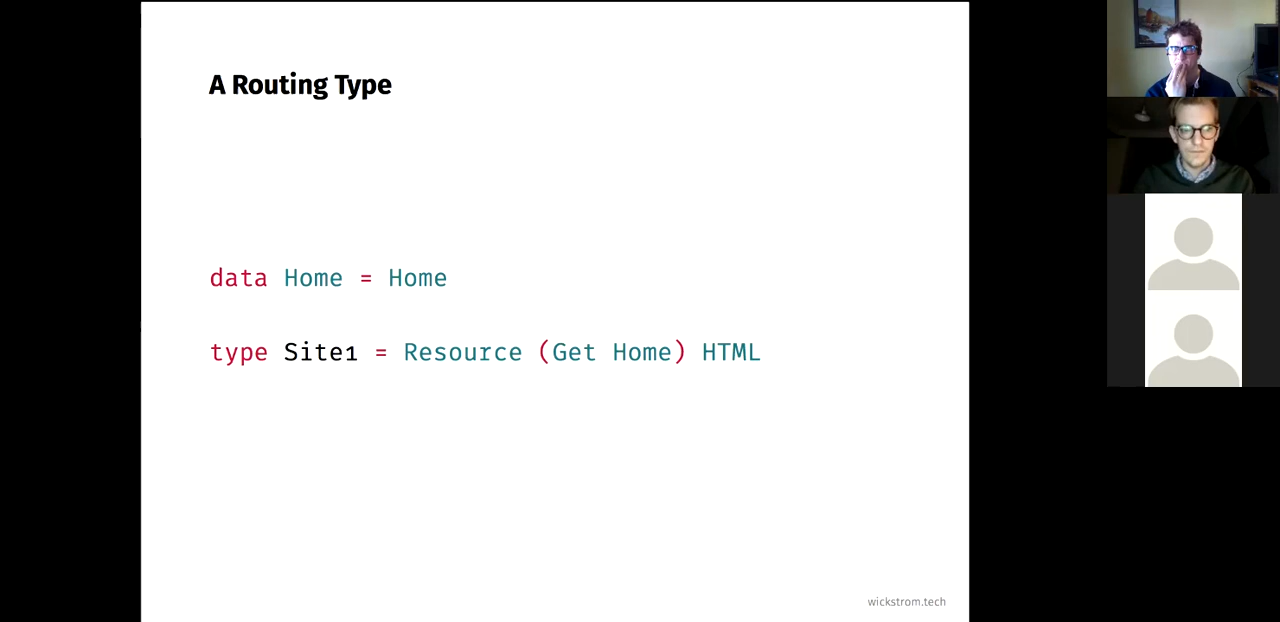 A Routing Type
data Home = Home
type Site1 = Resource (Get Home) HTML
wickstrom.tech